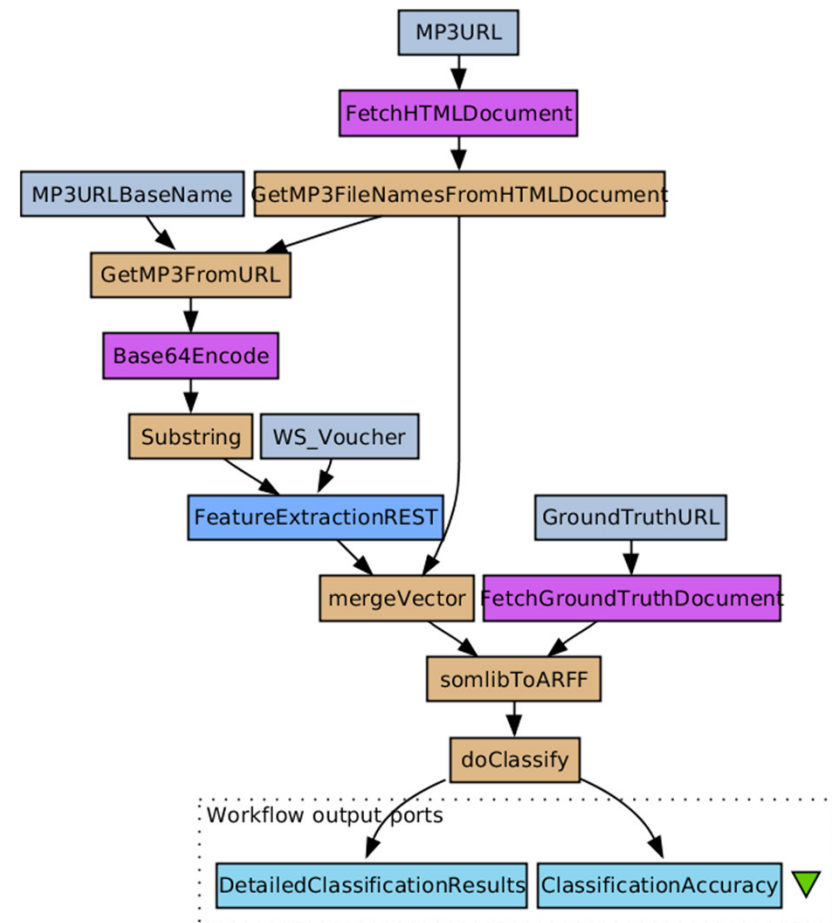 MP3URL
FetchHTMLDocument
MP3URLBaseName
GetMP3FileNamesFromHTMLDocument
GetMP3FromURL
Base64Encode
Substring
WS_Voucher
FeatureExtractionREST
GroundTruthURL
mergeVector
FetchGroundTruthDocument
somlibToARFF
doClassify
Workflow output ports
DetailedClassificationResults
ClassificationAccuracy